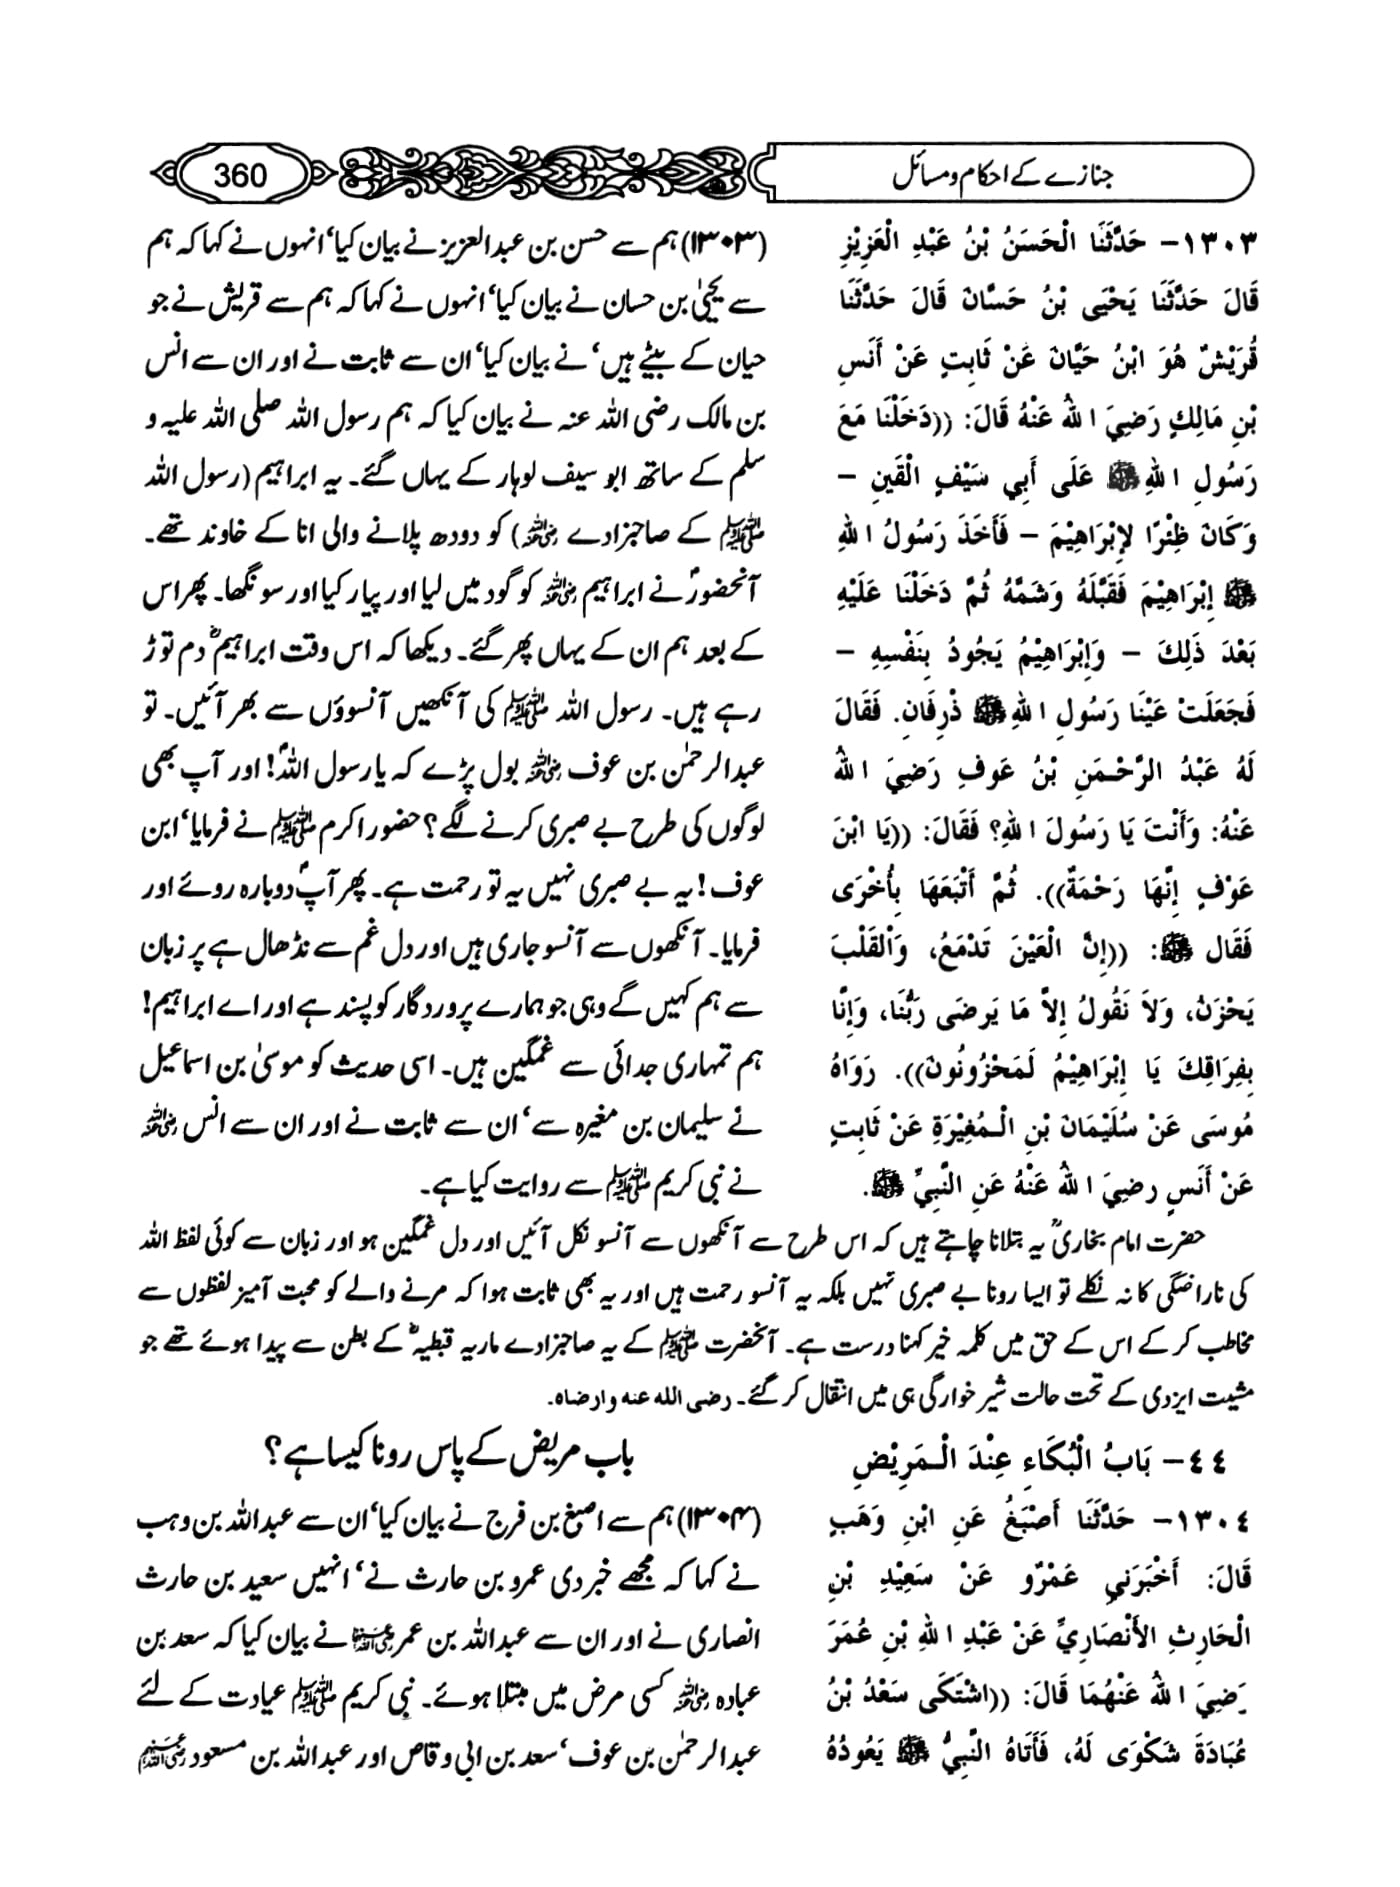 جنازے کے احکام و مسائل
360
١٣٠٣- حَدَّثَنَا الْحَسَنُ بْنُ عَبْدِ الْعَزِيْزِ
قَالَ حَدَّثَنَا يَحْيَى بْنُ حَسَّانَ قَالَ حَدَّثَنَا
قُرَيْشٌ هُوَ ابْنُ حَيَّانَ عَنْ ثَابِتٍ عَنْ أَنَسِ
بْنِ مَالِكٍ رَضِيَ اللهُ عَنْهُ قَالَ: ((دَخَلْنَا مَعَ
رَسُولِ اللهِ ﷺ عَلَى أَبِي سَيْفٍ الْقَينِ -
وَكَانَ ظِئْرًا لإِبْرَاهِيْمَ - فَأَخَذَ رَسُولُ اللهِ
ﷺ إِبْرَاهِيْمَ فَقَبَّلَهُ وَشَمَّهُ ثُمَّ دَخَلْنَا عَلَيْهِ
بَعْدَ ذَلِكَ - وَإِبْرَاهِيْمُ يَجُودُ بِنَفْسِهِ -
فَجَعَلَتْ عَيْنَا رَسُولِ اللهِ ﷺ ذْرِفَانِ. فَقَالَ
لَهُ عَبْدُ الرَّحْـمَنِ بْنُ عَوفٍ رَضِيَ اللهُ
عَنْهُ: وَأَنْتَ يَا رَسُولَ اللهِ؟ فَقَالَ: ((يَا ابْنَ
عَوْفٍ إِنَّهَا رَحْمَةٌ)). ثُمَّ أَتْبَعَهَا بِأُخْرَى
فَقَالَ ﷺ: ((إِنَّ الْعَيْنَ تَدْمَعُ، وَالْقَلْبَ
يَحْزَنُ، وَلاَ نَقُولُ إِلاَّ مَا يَرضَى رَبُّنَا، وَإِنَّا
بِفِرَاقِكَ يَا إِبْرَاهِيْمُ لَمَحْزُونُونَ)). رَوَاهُ
مُوسَى عَنْ سُلَيْمَانَ بْنِ الْـمُغِيْرَةِ عَنْ ثَابِتٍ
عَنْ أَنَسٍ رضِيَ اللهُ عَنْهُ عَنِ النَّبِيِّ ﷺ.
(۱۳۰۳) ہم سے حسن بن عبدالعزیز نے بیان کیا‘ انہوں نے کہا کہ ہم
سے یحییٰ بن حسان نے بیان کیا‘ انہوں نے کہا کہ ہم سے قریش نے جو
حیان کے بیٹے ہیں‘ نے بیان کیا‘ ان سے ثابت نے اور ان سے انس
بن مالک رضی اللہ عنہ نے بیان کیا کہ ہم رسول اللہ صلی اللہ علیہ و
سلم کے ساتھ ابو سیف لوہار کے یہاں گئے۔ یہ ابراہیم (رسول اللہ
ﷺ کے صاحبزادے رضی اللہ عنہ) کو دودھ پلانے والی انا کے خاوند تھے۔
آنحضورؐ نے ابراہیم رضی اللہ عنہ کو گود میں لیا اور پیار کیا اور سونگھا۔ پھر اس
کے بعد ہم ان کے یہاں پھر گئے۔ دیکھا کہ اس وقت ابراہیمؓ دم توڑ
رہے ہیں۔ رسول اللہ ﷺ کی آنکھیں آنسوؤں سے بھر آئیں۔ تو
عبدالرحمٰن بن عوف رضی اللہ عنہ بول پڑے کہ یا رسول اللہؐ! اور آپ بھی
لوگوں کی طرح بے صبری کرنے لگے؟ حضور اکرم ﷺ نے فرمایا‘ ابن
عوف! یہ بے صبری نہیں یہ تو رحمت ہے۔ پھر آپؐ دوبارہ روئے اور
فرمایا۔ آنکھوں سے آنسو جاری ہیں اور دل غم سے نڈھال ہے پر زبان
سے ہم کہیں گے وہی جو ہمارے پروردگار کو پسند ہے اور اے ابراہیم!
ہم تمہاری جدائی سے غمگین ہیں۔ اسی حدیث کو موسیٰ بن اسماعیل
نے سلیمان بن مغیرہ سے‘ ان سے ثابت نے اور ان سے انس رضی اللہ عنہ
نے نبی کریم ﷺ سے روایت کیا ہے۔
حضرت امام بخاریؒ یہ بتلانا چاہتے ہیں کہ اس طرح سے آنکھوں سے آنسو نکل آئیں اور دل غمگین ہو اور زبان سے کوئی لفظ اللہ
کی ناراضگی کا نہ نکلے تو ایسا رونا بے صبری نہیں بلکہ یہ آنسو رحمت ہیں اور یہ بھی ثابت ہوا کہ مرنے والے کو محبت آمیز لفظوں سے
مخاطب کر کے اس کے حق میں کلمہ خیر کہنا درست ہے۔ آنحضرت ﷺ کے یہ صاحبزادے ماریہ قبطیہؓ کے بطن سے پیدا ہوئے تھے جو
مشیت ایزدی کے تحت حالت شیر خوارگی ہی میں انتقال کر گئے۔ رضی الله عنه وارضاه۔
٤٤- بَابُ الْبُكَاءِ عِنْدَ الْـمَرِيْضِ
باب مریض کے پاس رونا کیسا ہے؟
١٣٠٤- حَدَّثَنَا أَصْبَغُ عَنِ ابْنِ وَهَبٍ
قَالَ: أَخْبَرَنِي عَمْرٌو عَنْ سَعِيْدِ بْنِ
الْحَارِثِ الأَنْصَارِيِّ عَنْ عَبْدِ اللهِ بْنِ عُمَرَ
رَضِيَ اللهُ عَنْهُمَا قَالَ: ((اشْتَكَى سَعْدُ بْنُ
عُبَادَةَ شَكْوَى لَهُ، فَأَتَاهُ النَّبِيُّ ﷺ يَعُودُهُ
(۱۳۰۴) ہم سے اصبغ بن فرج نے بیان کیا‘ ان سے عبداللہ بن وہب
نے کہا کہ مجھے خبر دی عمرو بن حارث نے‘ انہیں سعید بن حارث
انصاری نے اور ان سے عبداللہ بن عمر رضی اللہ عنہما نے بیان کیا کہ سعد بن
عبادہ رضی اللہ عنہ کسی مرض میں مبتلا ہوئے۔ نبی کریم ﷺ عیادت کے لئے
عبدالرحمٰن بن عوف‘ سعد بن ابی وقاص اور عبداللہ بن مسعود رضی اللہ عنہم